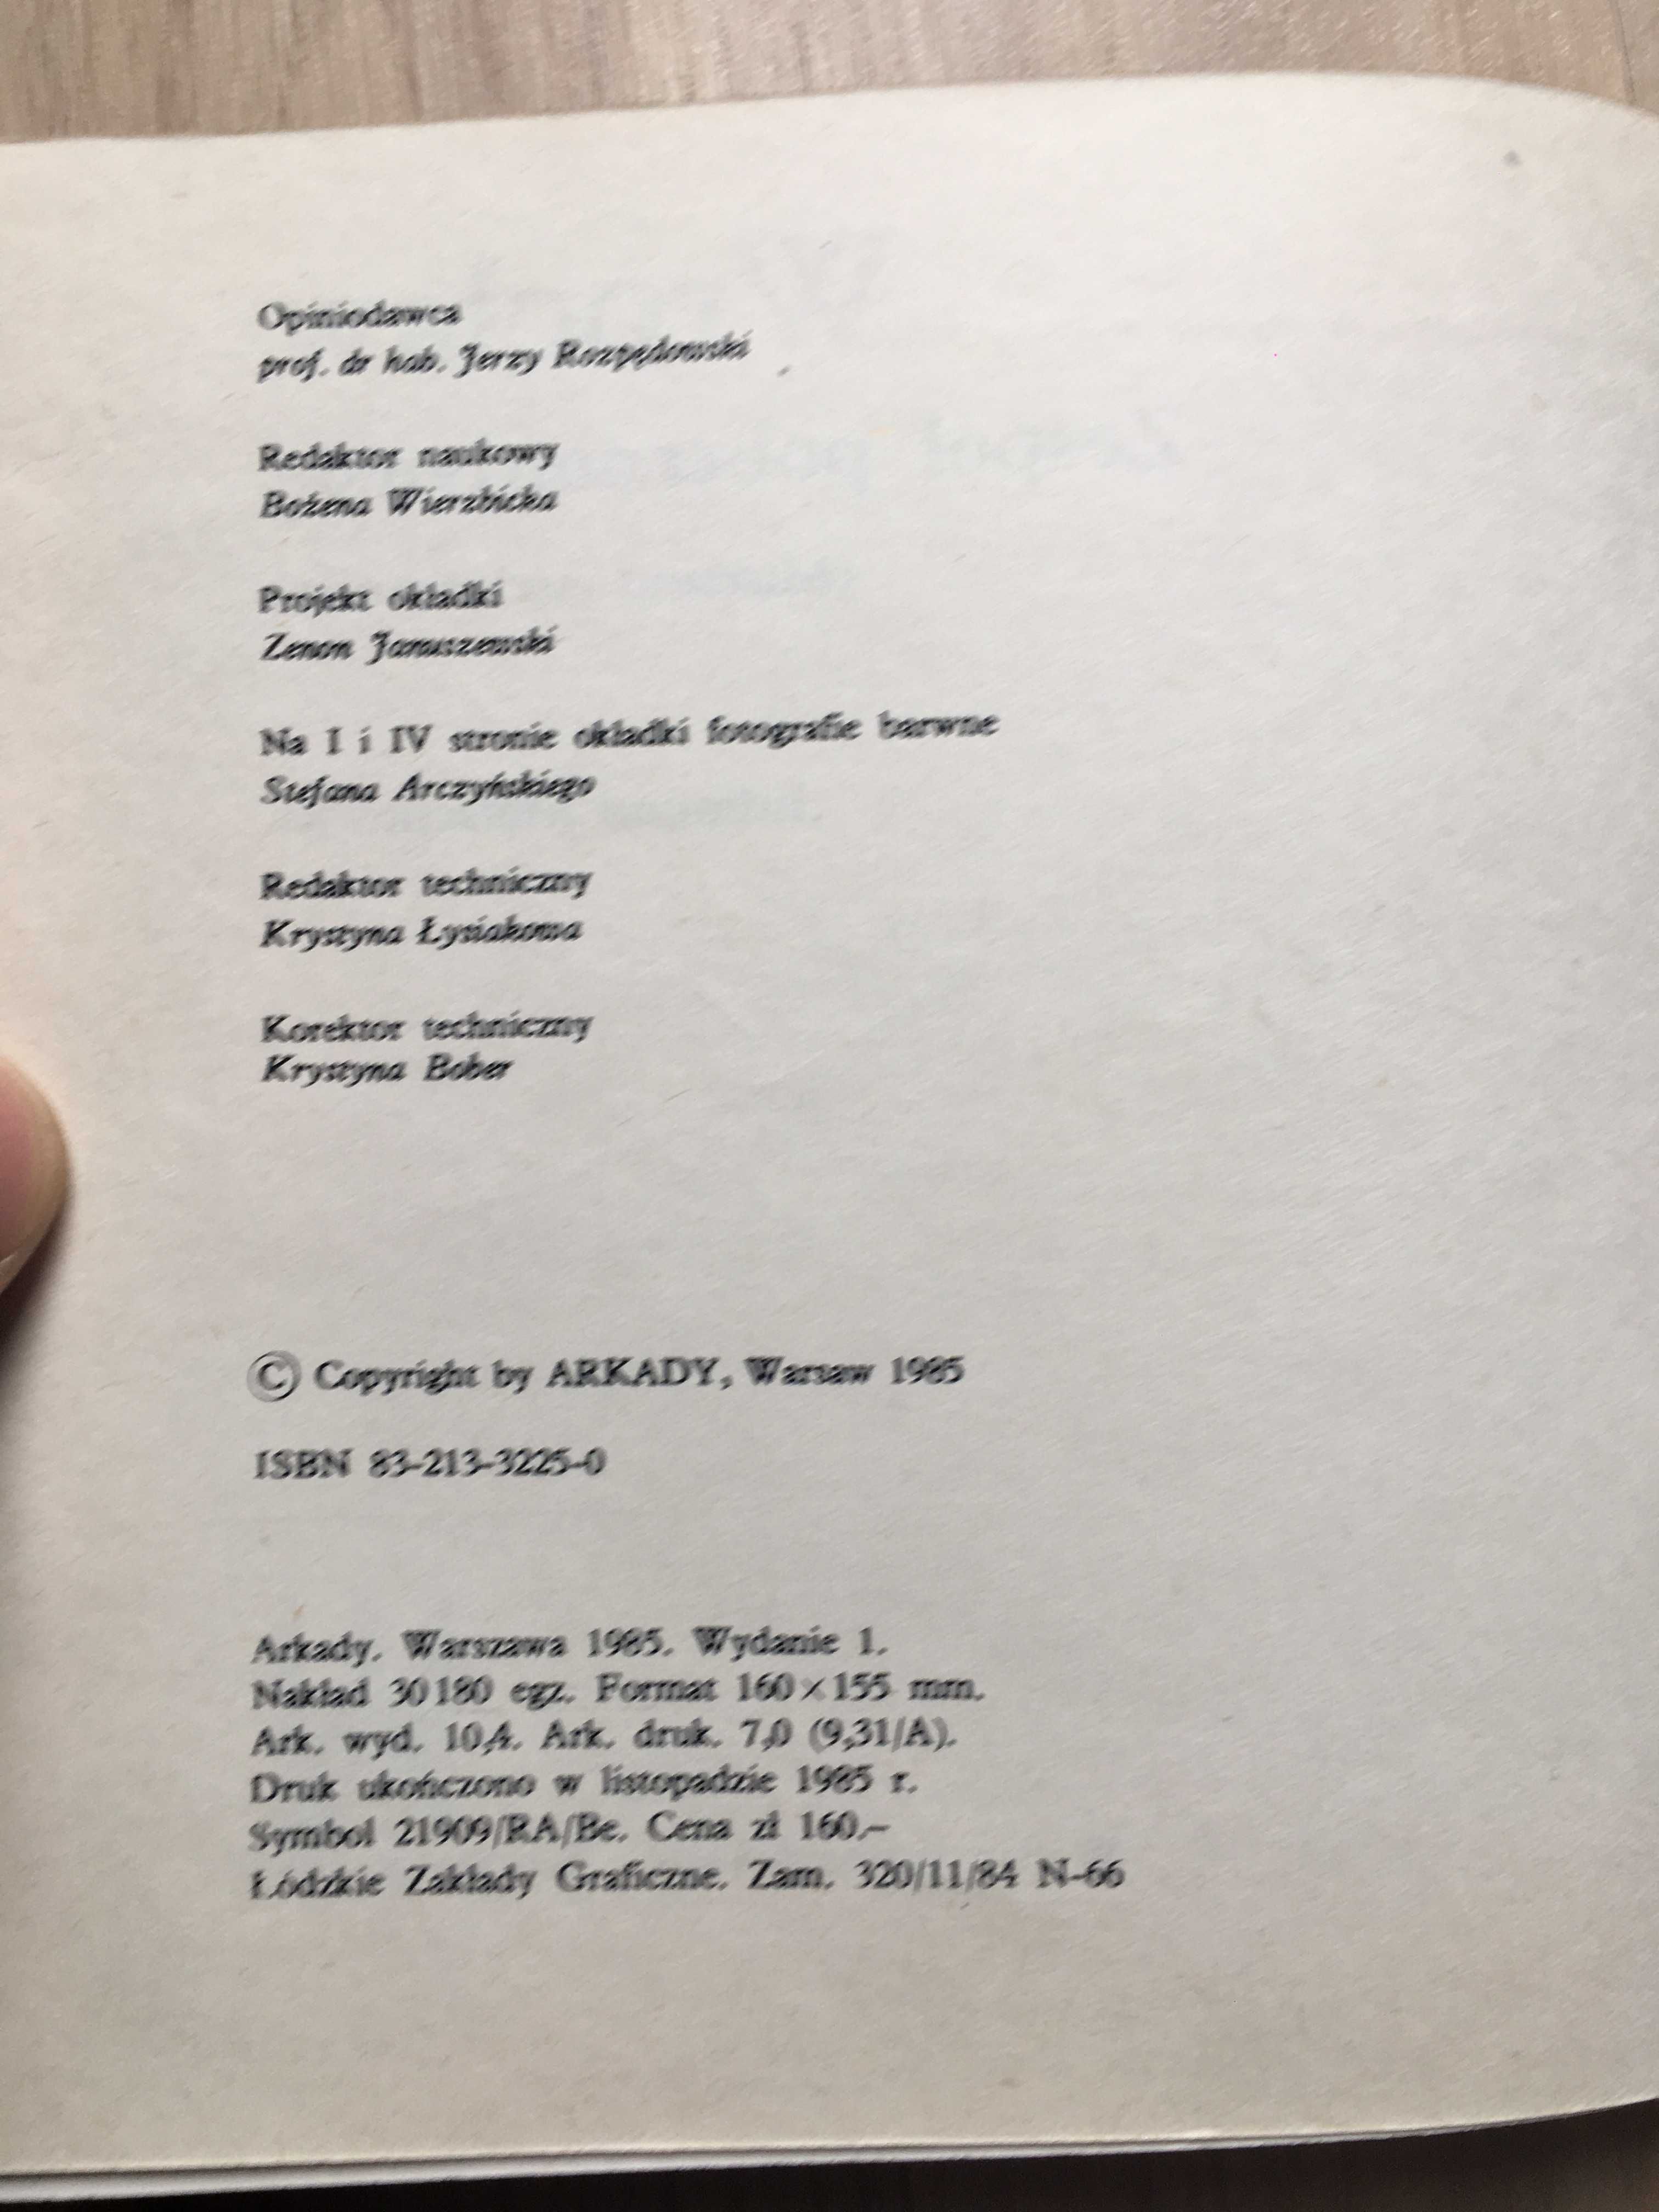 Opiniodawca
prof. dr hab. Jerzy Rozpędowski
Redaktor naukowy
Bożena Wierzbicka
Projekt okładki
Zenon Januszewski
Na I i IV stronie okładki fotografie barwne
Stefana Arczyńskiego
Redaktor techniczny
Krystyna Łysiakowa
Korektor techniczny
Krystyna Bober
© Copyright by ARKADY, Warsaw 1985
ISBN 83-213-3225-0
Arkady. Warszawa 1985. Wydanie 1.
Nakład 30 180 egz. Format 160×155 mm.
Ark. wyd. 10,4. Ark. druk. 7,0 (9,31/A).
Druk ukończono w listopadzie 1985 r.
Symbol 21909/RA/Be. Cena zł 160.–
Łódzkie Zakłady Graficzne. Zam. 320/11/84 N-66